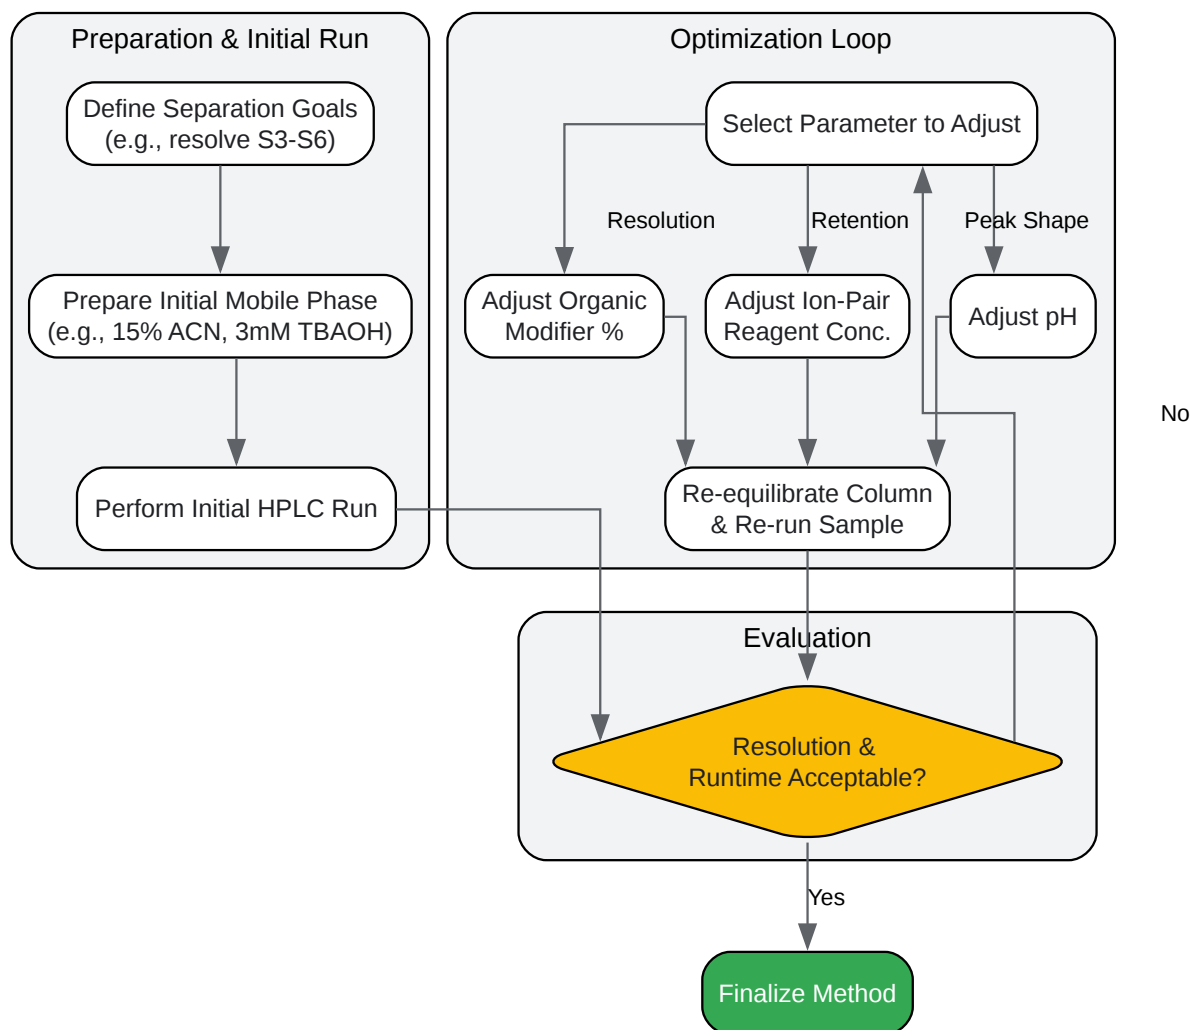 Preparation & Initial Run
Define Separation Goals
(e.g., resolve S3-S6)
Prepare Initial Mobile Phase
(e.g., 15% ACN, 3mM TBAOH)
Perform Initial HPLC Run
Optimization Loop
Select Parameter to Adjust
Resolution
Retention
Peak Shape
Adjust Organic
Modifier %
Adjust Ion-Pair
Reagent Conc.
Adjust pH
Re-equilibrate Column
& Re-run Sample
No
Evaluation
Resolution &
Runtime Acceptable?
Yes
Finalize Method